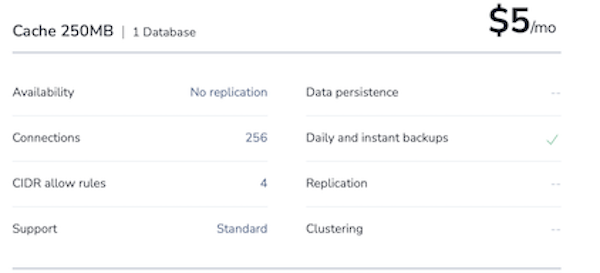 Cache 250MB | 1 Database
$5/mo
Availability No replication
Data persistence --
Connections 256
Daily and instant backups ✓
CIDR allow rules 4
Replication --
Support Standard
Clustering --